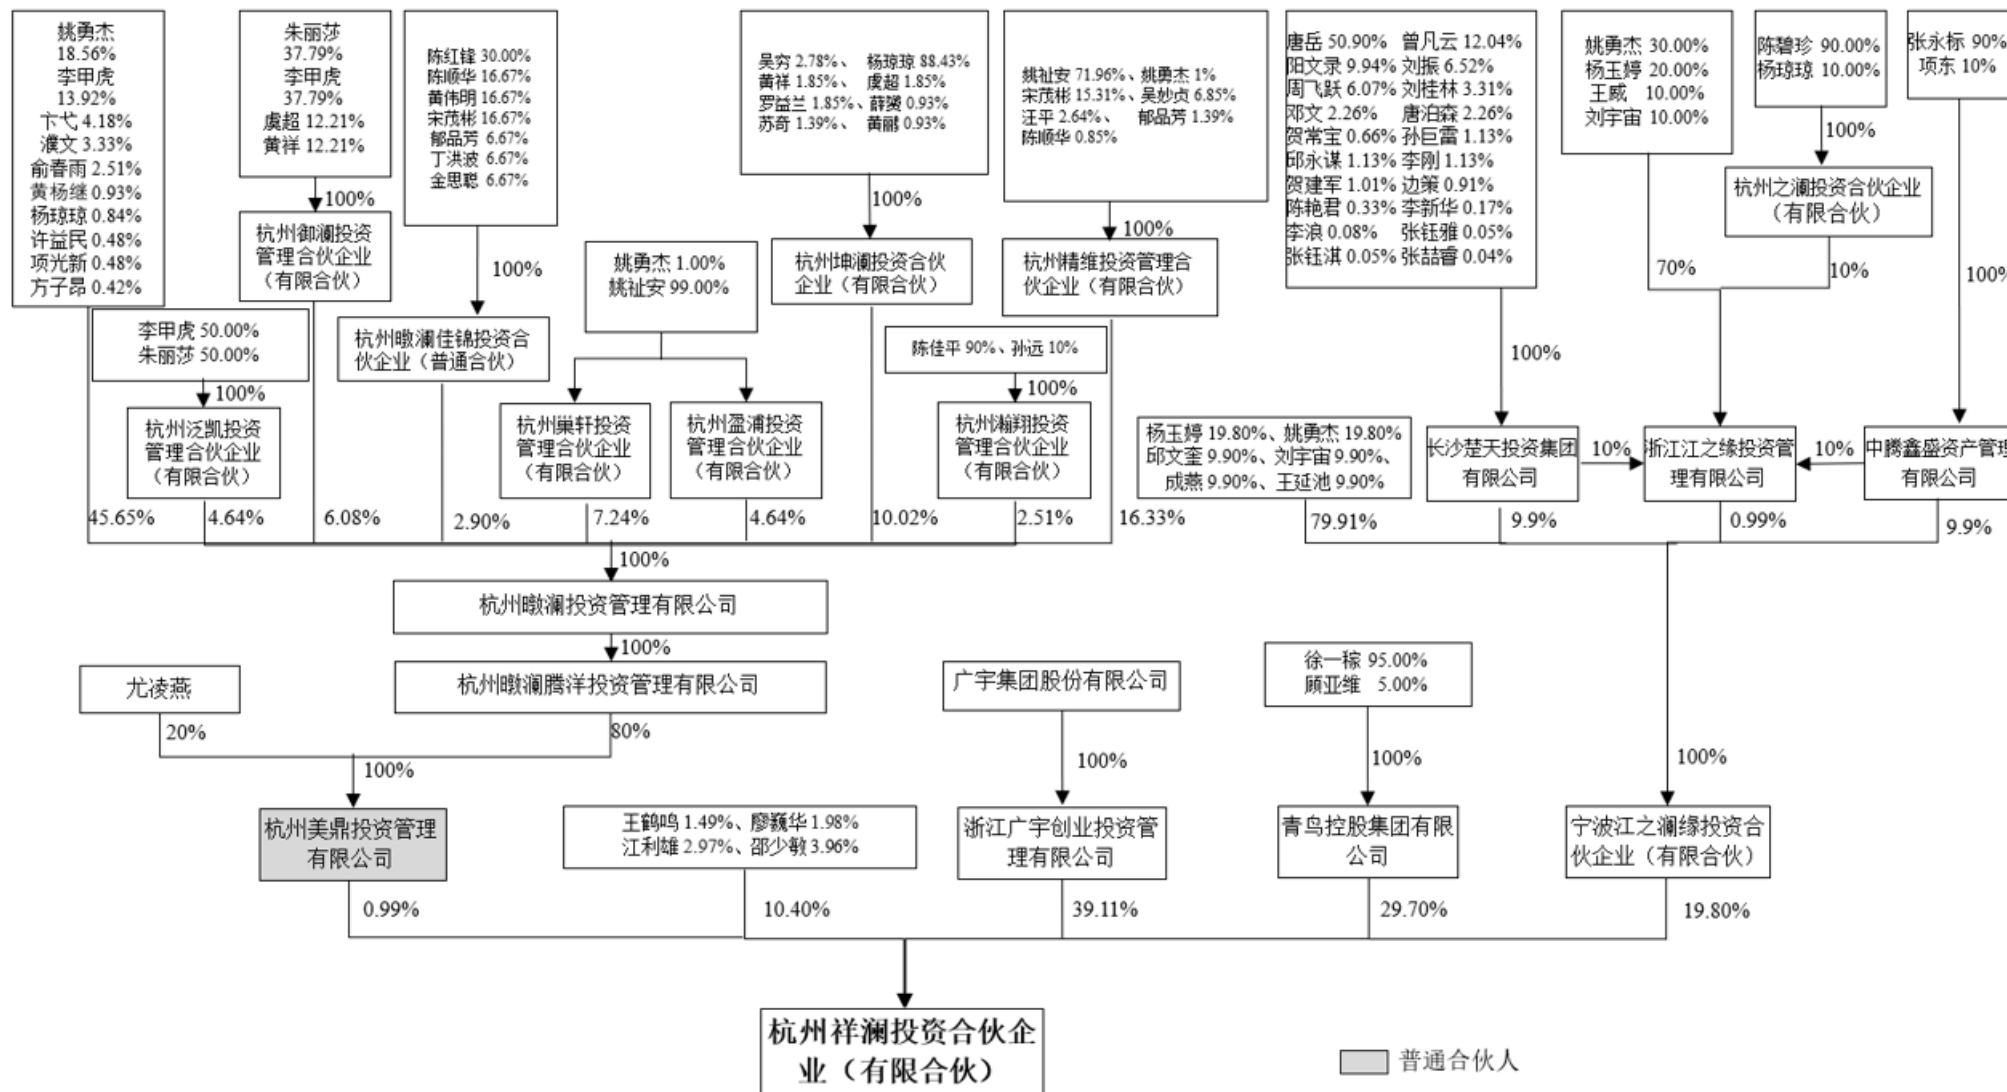 姚勇杰
18.56%
李甲虎
13.92%
卞弋 4.18%
濮文 3.33%
俞春雨 2.51%
黄杨继 0.93%
杨琼琼 0.84%
许益民 0.48%
项光新 0.48%
方子昂 0.42%
朱丽莎
37.79%
李甲虎
37.79%
虞超 12.21%
黄祥 12.21%
陈红锋 30.00%
陈顺华 16.67%
黄伟明 16.67%
宋茂彬 16.67%
郁品芳 6.67%
丁洪波 6.67%
金思聪 6.67%
吴穷 2.78%、 杨琼琼 88.43%
黄祥 1.85%、 虞超 1.85%
罗益兰 1.85%、薛赟 0.93%
苏奇 1.39%、 黄鹂 0.93%
姚祉安 71.96%、姚勇杰 1%
宋茂彬 15.31%、吴妙贞 6.85%
汪平 2.64%、 郁品芳 1.39%
陈顺华 0.85%
唐岳 50.90% 曾凡云 12.04%
阳文录 9.94% 刘振 6.52%
周飞跃 6.07% 刘桂林 3.31%
邓文 2.26% 唐泊森 2.26%
贺常宝 0.66% 孙巨雷 1.13%
邱永谋 1.13% 李刚 1.13%
贺建军 1.01% 边策 0.91%
陈艳君 0.33% 李新华 0.17%
李浪 0.08% 张钰雅 0.05%
张钰淇 0.05% 张喆睿 0.04%
姚勇杰 30.00%
杨玉婷 20.00%
王威 10.00%
刘宇宙 10.00%
陈碧珍 90.00%
杨琼琼 10.00%
张永标 90%
项东 10%
100%
杭州御澜投资
管理合伙企业
（有限合伙）
100%
杭州暾澜佳锦投资合
伙企业（普通合伙）
姚勇杰 1.00%
姚祉安 99.00%
100%
杭州坤澜投资合伙
企业（有限合伙）
100%
杭州精维投资管理合
伙企业（有限合伙）
100%
杭州之澜投资合伙企业
（有限合伙）
70%
10%
100%
李甲虎 50.00%
朱丽莎 50.00%
100%
杭州泛凯投资
管理合伙企业
（有限合伙）
杭州巢轩投资
管理合伙企业
（有限合伙）
杭州盈浦投资
管理合伙企业
（有限合伙）
陈佳平 90%、孙远 10%
100%
杭州瀚翔投资
管理合伙企业
（有限合伙）
100%
杨玉婷 19.80%、姚勇杰 19.80%
邱文奎 9.90%、刘宇宙 9.90%、
成燕 9.90%、王延池 9.90%
长沙楚天投资集团
有限公司
10%
浙江江之缘投资管
理有限公司
10%
中腾鑫盛资产管理
有限公司
45.65%
4.64%
6.08%
2.90%
7.24%
4.64%
10.02%
2.51%
16.33%
79.91%
9.9%
0.99%
9.9%
100%
杭州暾澜投资管理有限公司
100%
尤凌燕
杭州暾澜腾洋投资管理有限公司
广宇集团股份有限公司
徐一稼 95.00%
顾亚维 5.00%
20%
80%
100%
100%
100%
100%
杭州美鼎投资管理
有限公司
王鹤鸣 1.49%、廖巍华 1.98%
江利雄 2.97%、邵少敏 3.96%
浙江广宇创业投资管
理有限公司
青鸟控股集团有限
公司
宁波江之澜缘投资合
伙企业（有限合伙）
0.99%
10.40%
39.11%
29.70%
19.80%
杭州祥澜投资合伙企
业（有限合伙）
普通合伙人